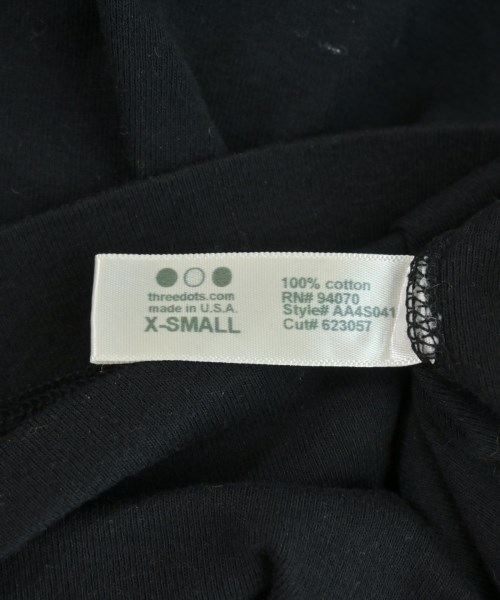 threedots.com
made in U.S.A.
X-SMALL
100% cotton
RN# 94070
Style# AA4S041
Cut# 623057